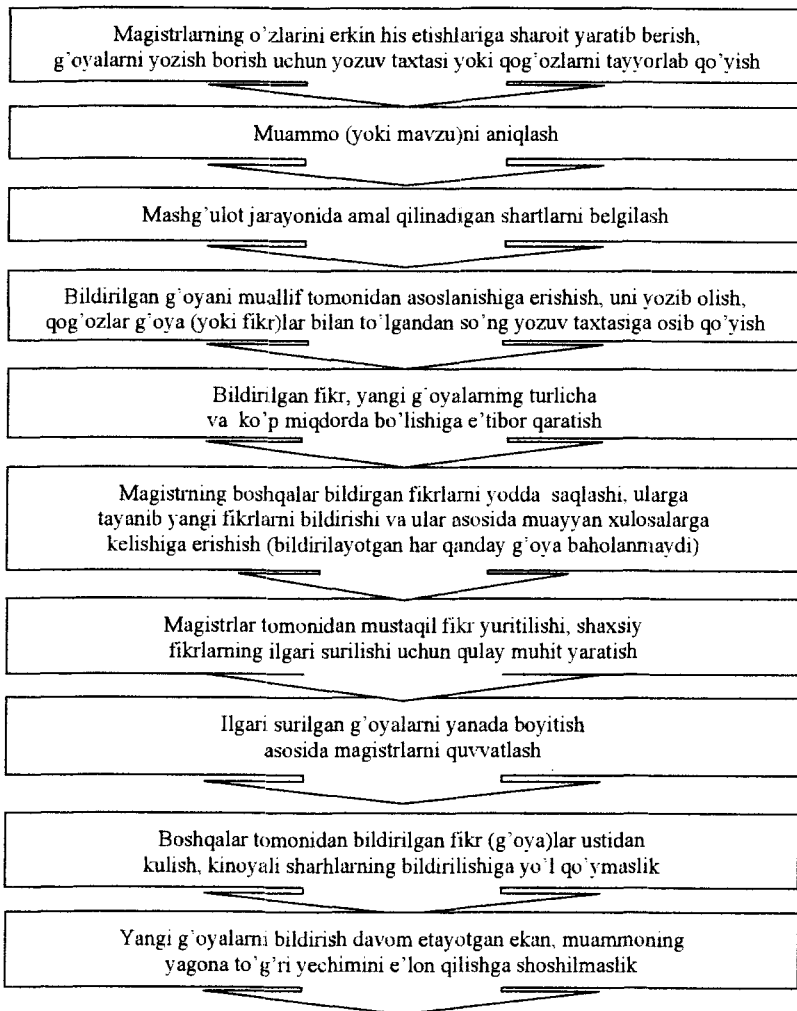 Magistrlarning o'zlarini erkin his etishlariga sharoit yaratib berish,
g'oyalarni yozish borish uchun yozuv taxtasi yoki qog'ozlarni tayyorlab qo'yish
Muammo (yoki mavzu)ni aniqlash
Mashg'ulot jarayonida amal qilinadigan shartlarni belgilash
Bildirilgan g'oyani muallif tomonidan asoslanishiga erishish, uni yozib olish,
qog'ozlar g'oya (yoki fikr)lar bilan to'lgandan so'ng yozuv taxtasiga osib qo'yish
Bildirilgan fikr, yangi g'oyalarning turlicha
va ko'p miqdorda bo'lishiga e'tibor qaratish
Magistrning boshqalar bildirgan fikrlarni yodda saqlashi, ularga
tayanib yangi fikrlarni bildirishi va ular asosida muayyan xulosalarga
kelishiga erishish (bildirilayotgan har qanday g'oya baholanmaydi)
Magistrlar tomonidan mustaqil fikr yuritilishi, shaxsiy
fikrlarning ilgari surilishi uchun qulay muhit yaratish
Ilgari surilgan g'oyalarni yanada boyitish
asosida magistrlarni quvvatlash
Boshqalar tomonidan bildirilgan fikr (g'oya)lar ustidan
kulish, kinoyali sharhlarning bildirilishiga yo'l qo'ymaslik
Yangi g'oyalarni bildirish davom etayotgan ekan, muammoning
yagona to'g'ri yechimini e'lon qilishga shoshilmaslik